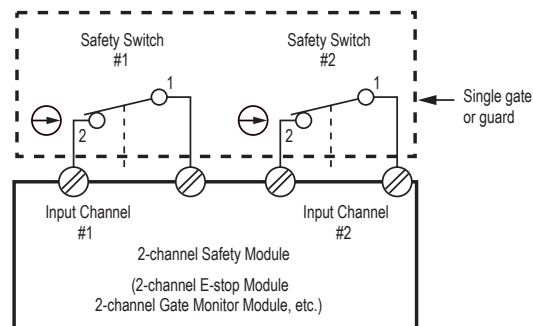 Safety Switch
#1
Safety Switch
#2
1
2
1
2
Single gate
or guard
Input Channel
#1
Input Channel
#2
2-channel Safety Module
(2-channel E-stop Module
2-channel Gate Monitor Module, etc.)